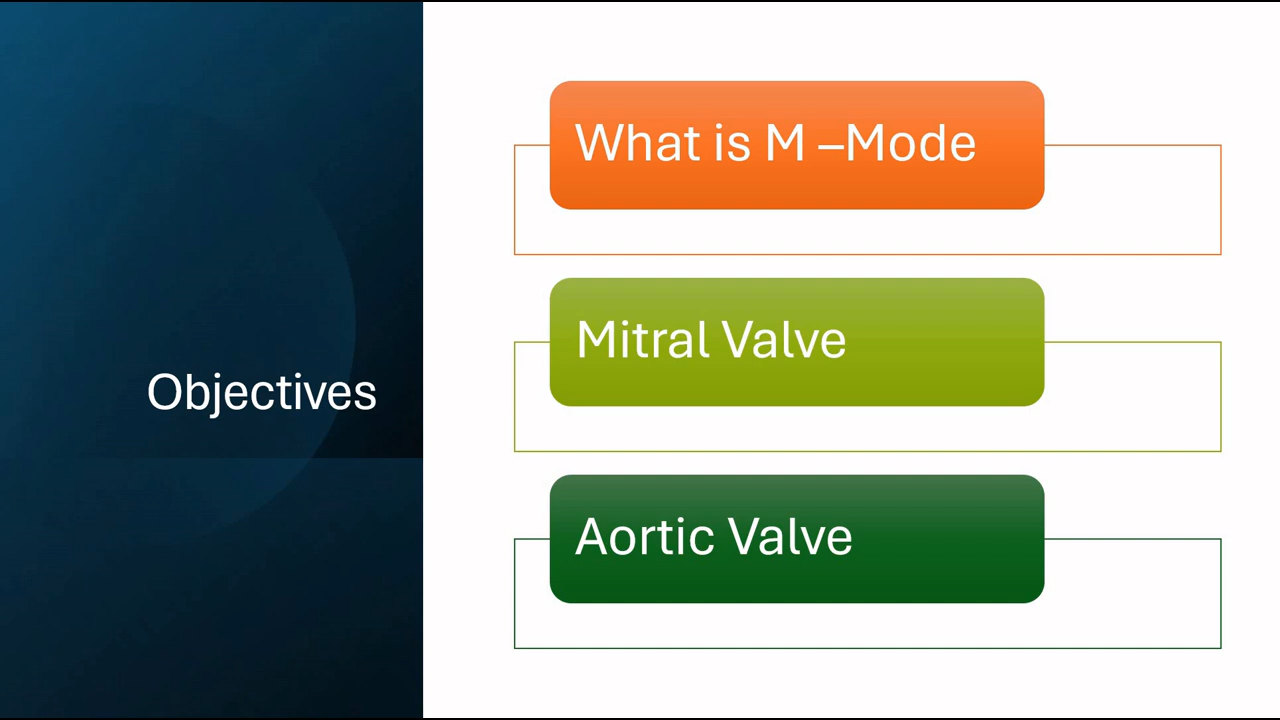 Objectives
What is M –Mode
Mitral Valve
Aortic Valve